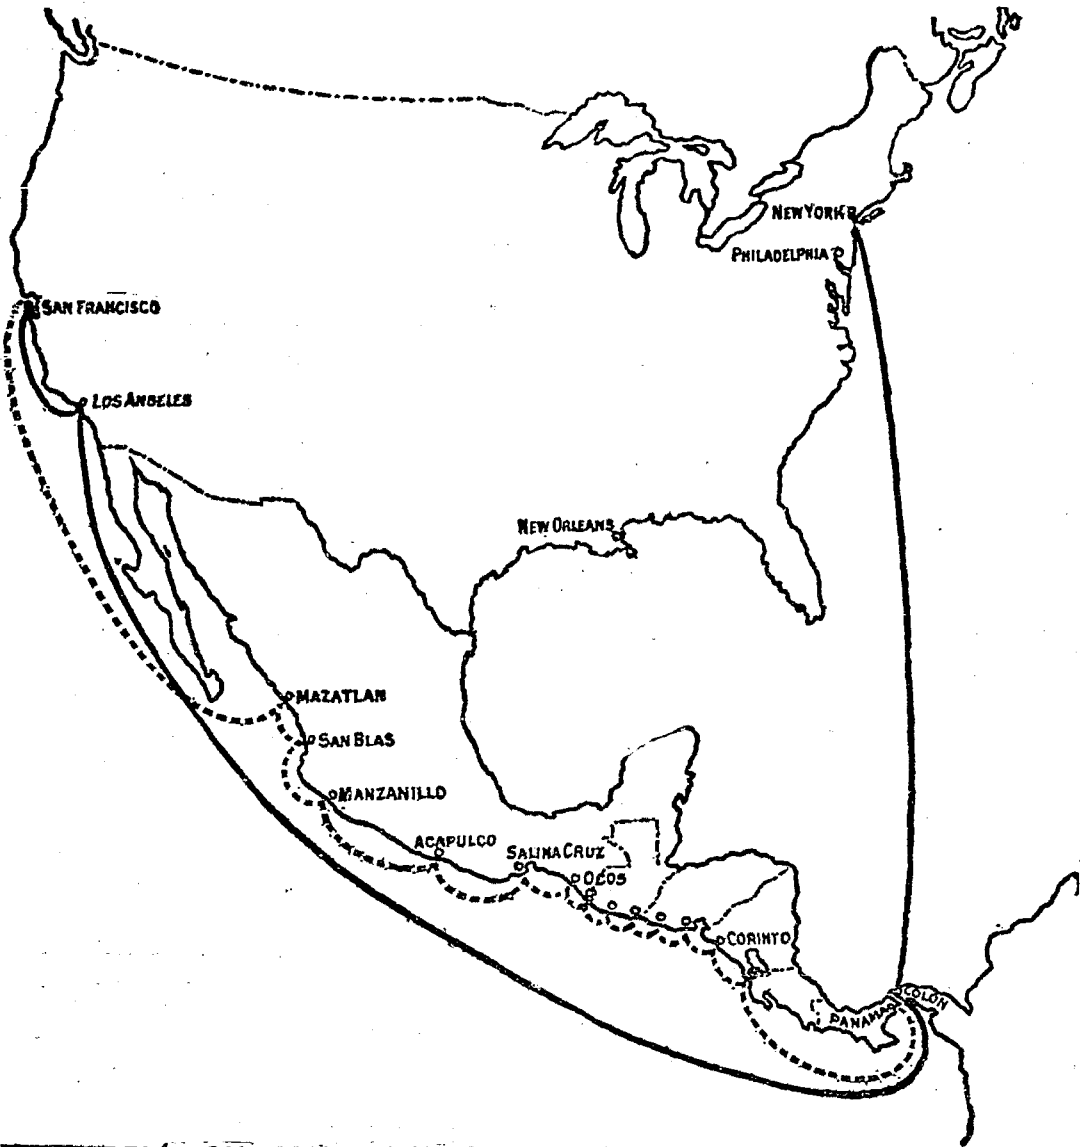 NEW YORK
PHILADELPHIA
SAN FRANCISCO
LOS ANGELES
NEW ORLEANS
MAZATLAN
SAN BLAS
MANZANILLO
ACAPULCO
SALINA CRUZ
OCOS
CORINTO
COLON
PANAMA